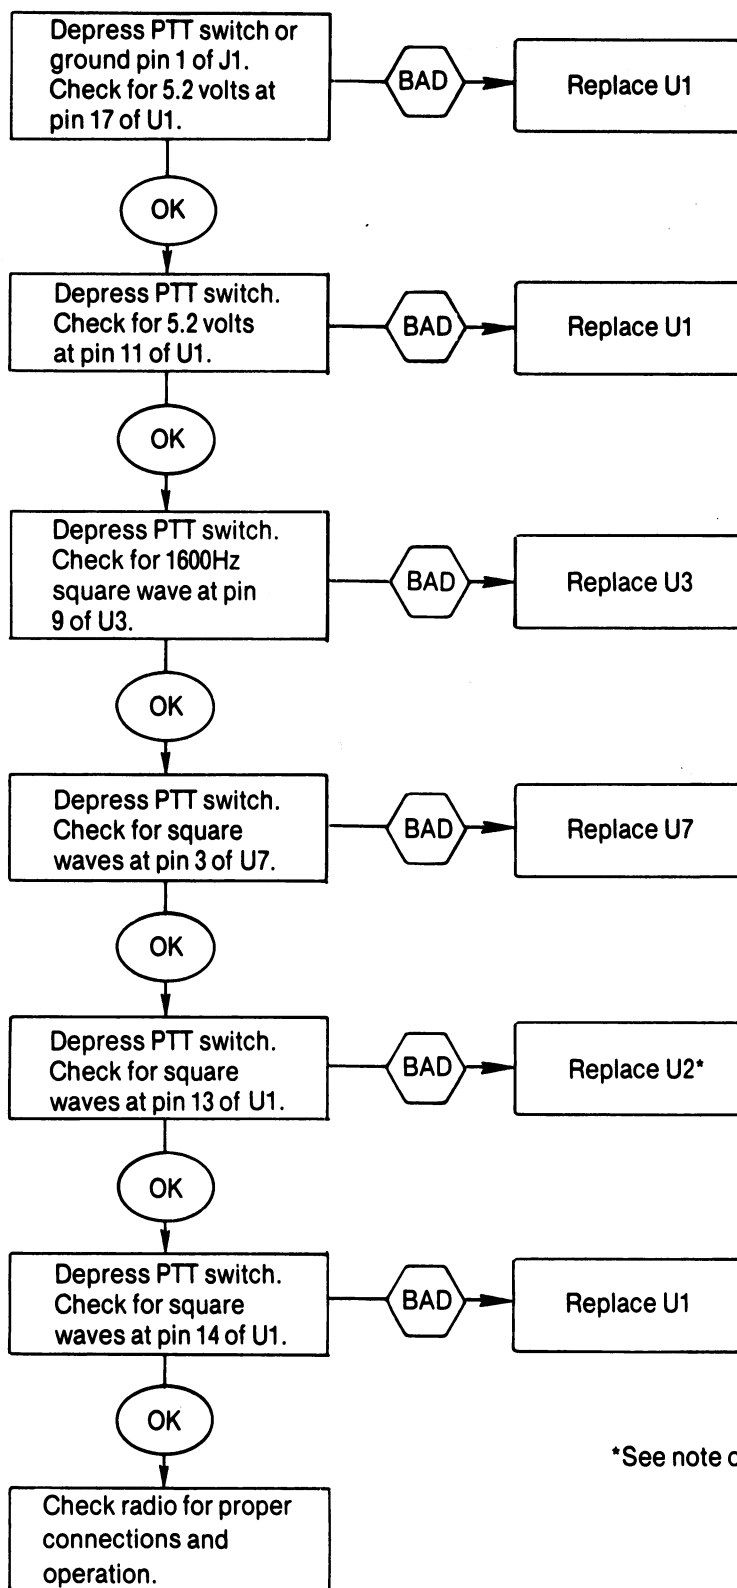 Depress PTT switch or
ground pin 1 of J1.
Check for 5.2 volts at
pin 17 of U1.
BAD
Replace U1
OK
Depress PTT switch.
Check for 5.2 volts
at pin 11 of U1.
BAD
Replace U1
OK
Depress PTT switch.
Check for 1600Hz
square wave at pin
9 of U3.
BAD
Replace U3
OK
Depress PTT switch.
Check for square
waves at pin 3 of U7.
BAD
Replace U7
OK
Depress PTT switch.
Check for square
waves at pin 13 of U1.
BAD
Replace U2*
OK
Depress PTT switch.
Check for square
waves at pin 14 of U1.
BAD
Replace U1
OK
*See note
Check radio for proper
connections and
operation.